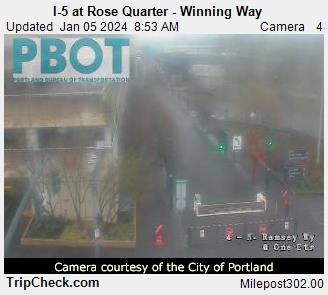 I-5 at Rose Quarter - Winning Way
Updated Jan 05 2024 8:53 AM Camera 4
PBOT
PORTLAND BUREAU OF TRANSPORTATION
4 - N. Ramsey Wy
@ One Ctr
Camera courtesy of the City of Portland
TripCheck.com Milepost302.00